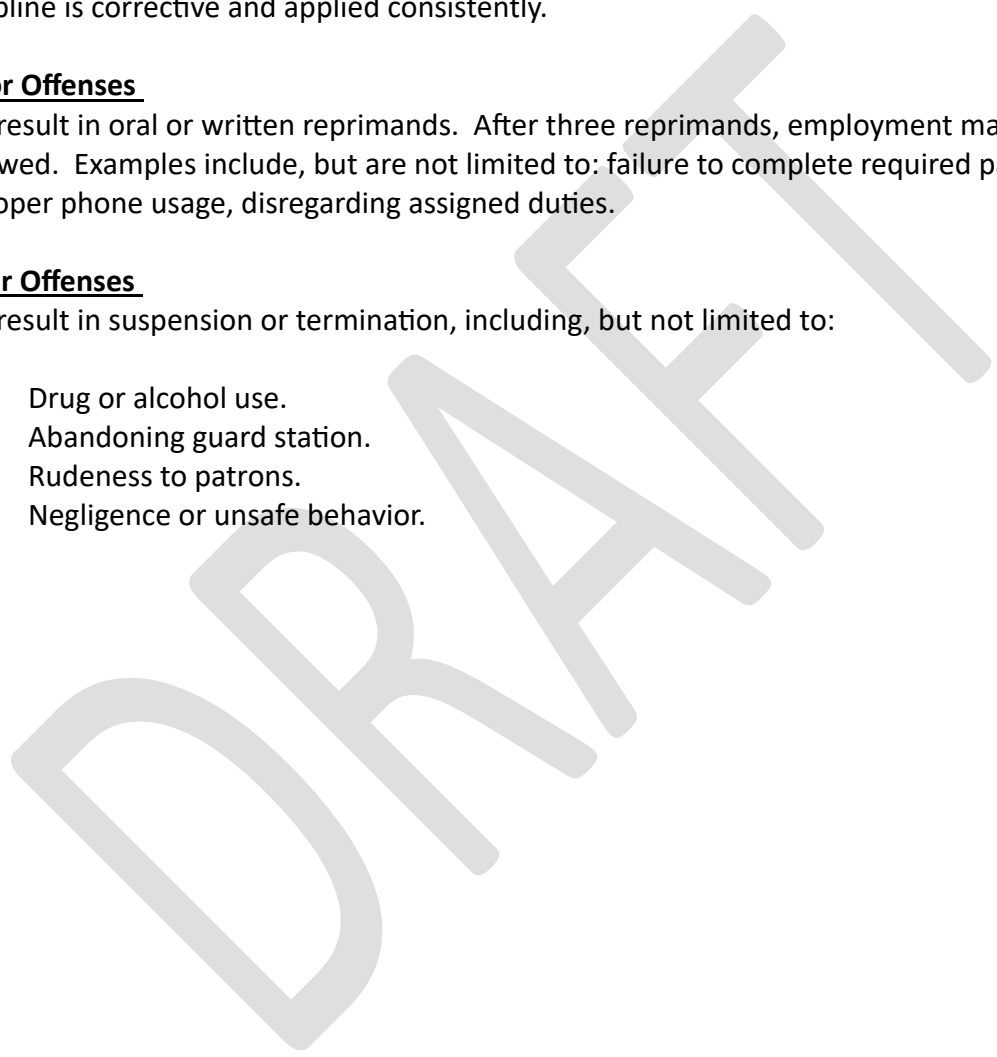 pline is corrective and applied consistently.
or Offenses
result in oral or written reprimands. After three reprimands, employment ma
wed. Examples include, but are not limited to: failure to complete required pa
oper phone usage, disregarding assigned duties.
r Offenses
result in suspension or termination, including, but not limited to:
Drug or alcohol use.
Abandoning guard station.
Rudeness to patrons.
Negligence or unsafe behavior.
DRAFT